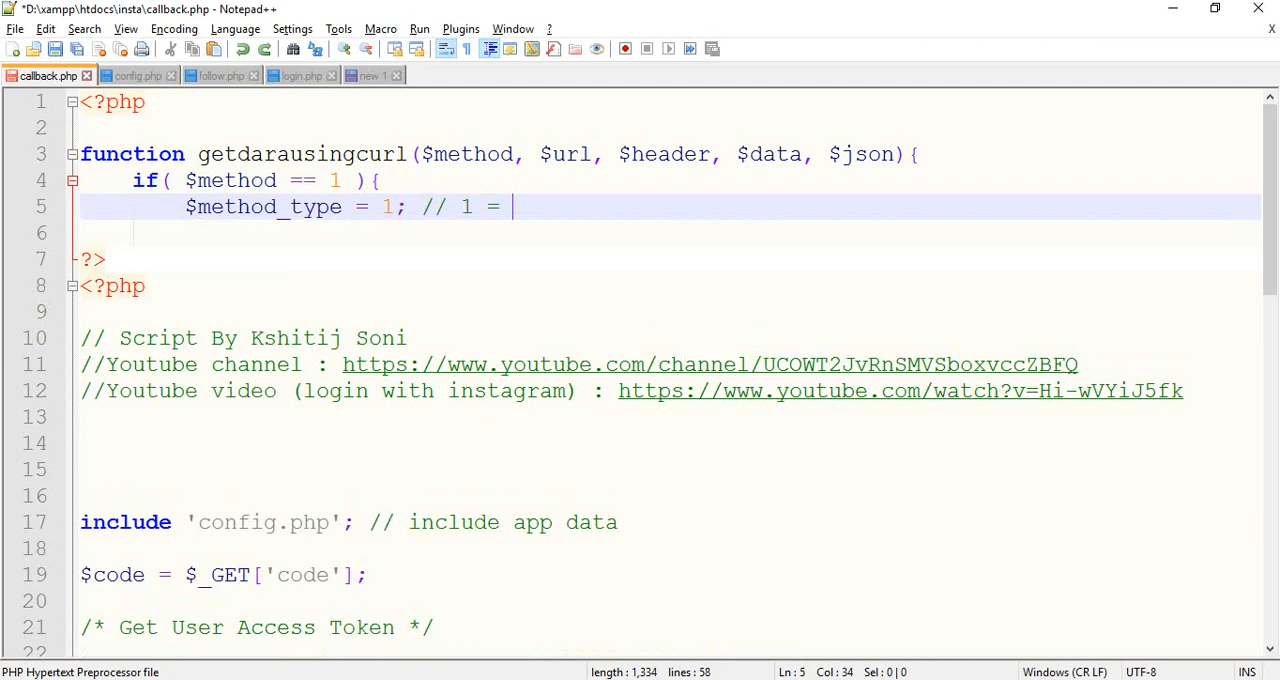 *D:\xampp\htdocs\insta\callback.php - Notepad++
File Edit Search View Encoding Language Settings Tools Macro Run Plugins Window ?
X
callback.php config.php follow.php login.php new 1
1 <?php
2
3 function getdarausingcurl($method, $url, $header, $data, $json){
4 if( $method == 1 ){
5 $method_type = 1; // 1 =
6
7 ?>
8 <?php
9
10 // Script By Kshitij Soni
11 //Youtube channel : https://www.youtube.com/channel/UCOWT2JvRnSMVSboxvccZBFQ
12 //Youtube video (login with instagram) : https://www.youtube.com/watch?v=Hi-wVYiJ5fk
13
14
15
16
17 include 'config.php'; // include app data
18
19 $code = $_GET['code'];
20
21 /* Get User Access Token */
22
PHP Hypertext Preprocessor file length : 1,334 lines : 58 Ln : 5 Col : 34 Sel : 0 | 0 Windows (CR LF) UTF-8 INS